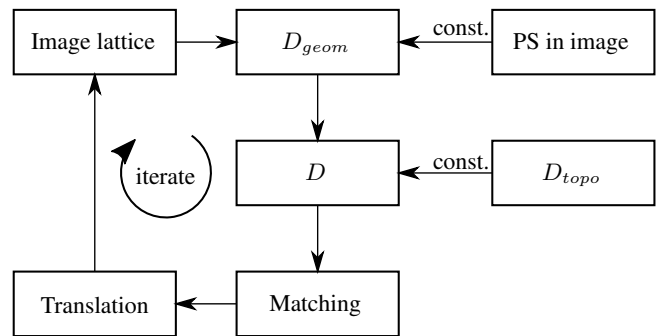 Image lattice
D_geom
const.
PS in image
iterate
D
const.
D_topo
Translation
Matching